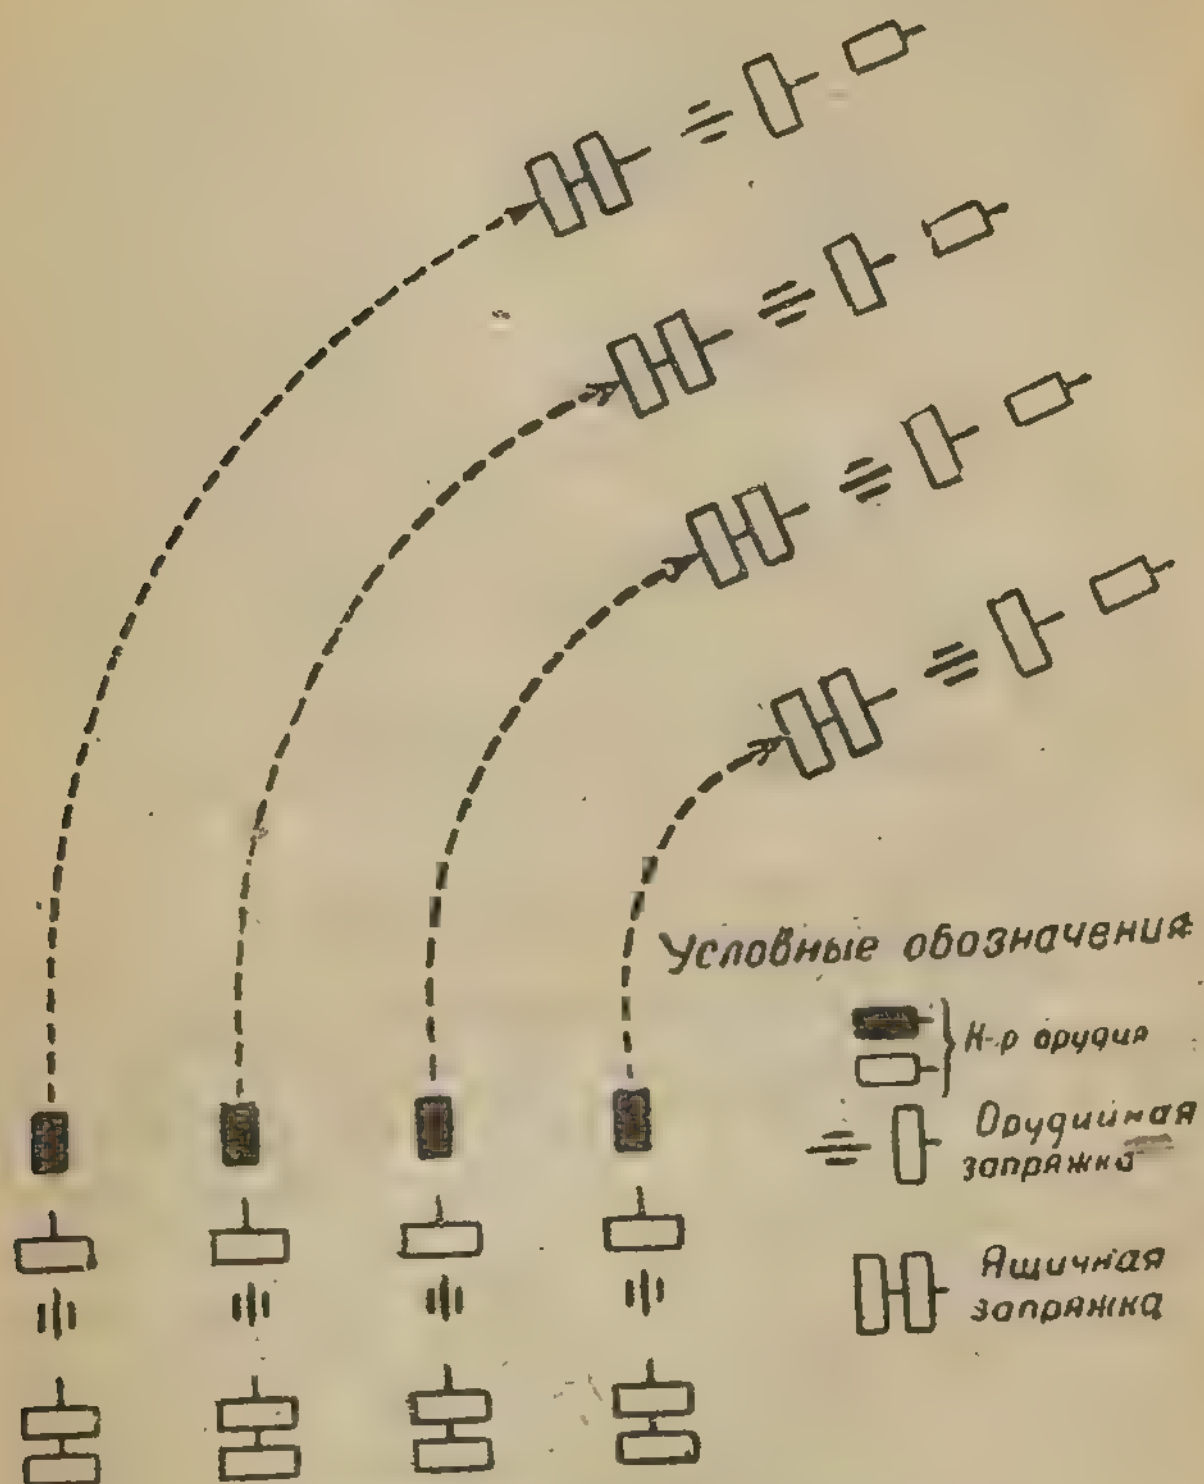 Условные обозначения
К-р орудия
Орудийная
запряжка
Ящичная
запряжка